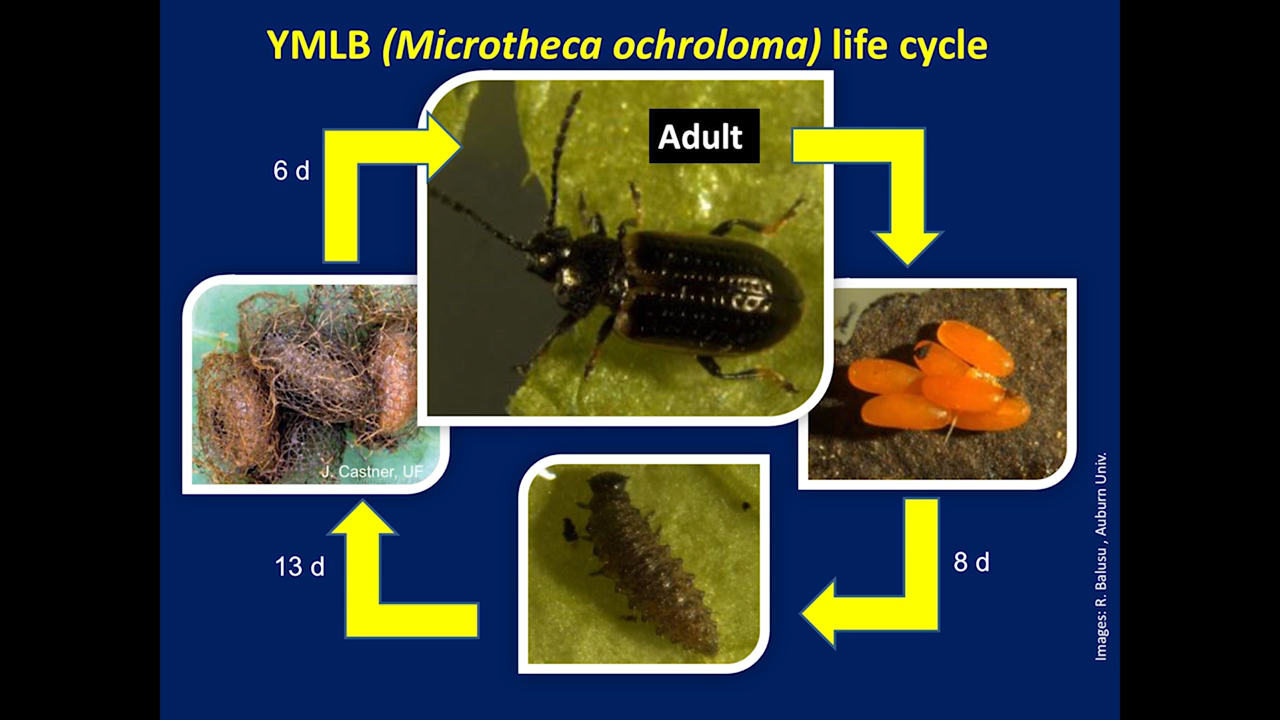 YMLB (Microtheca ochroloma) life cycle
Adult
6 d
J. Castner, UF
13 d
8 d
Images: R. Balusu , Auburn Univ.